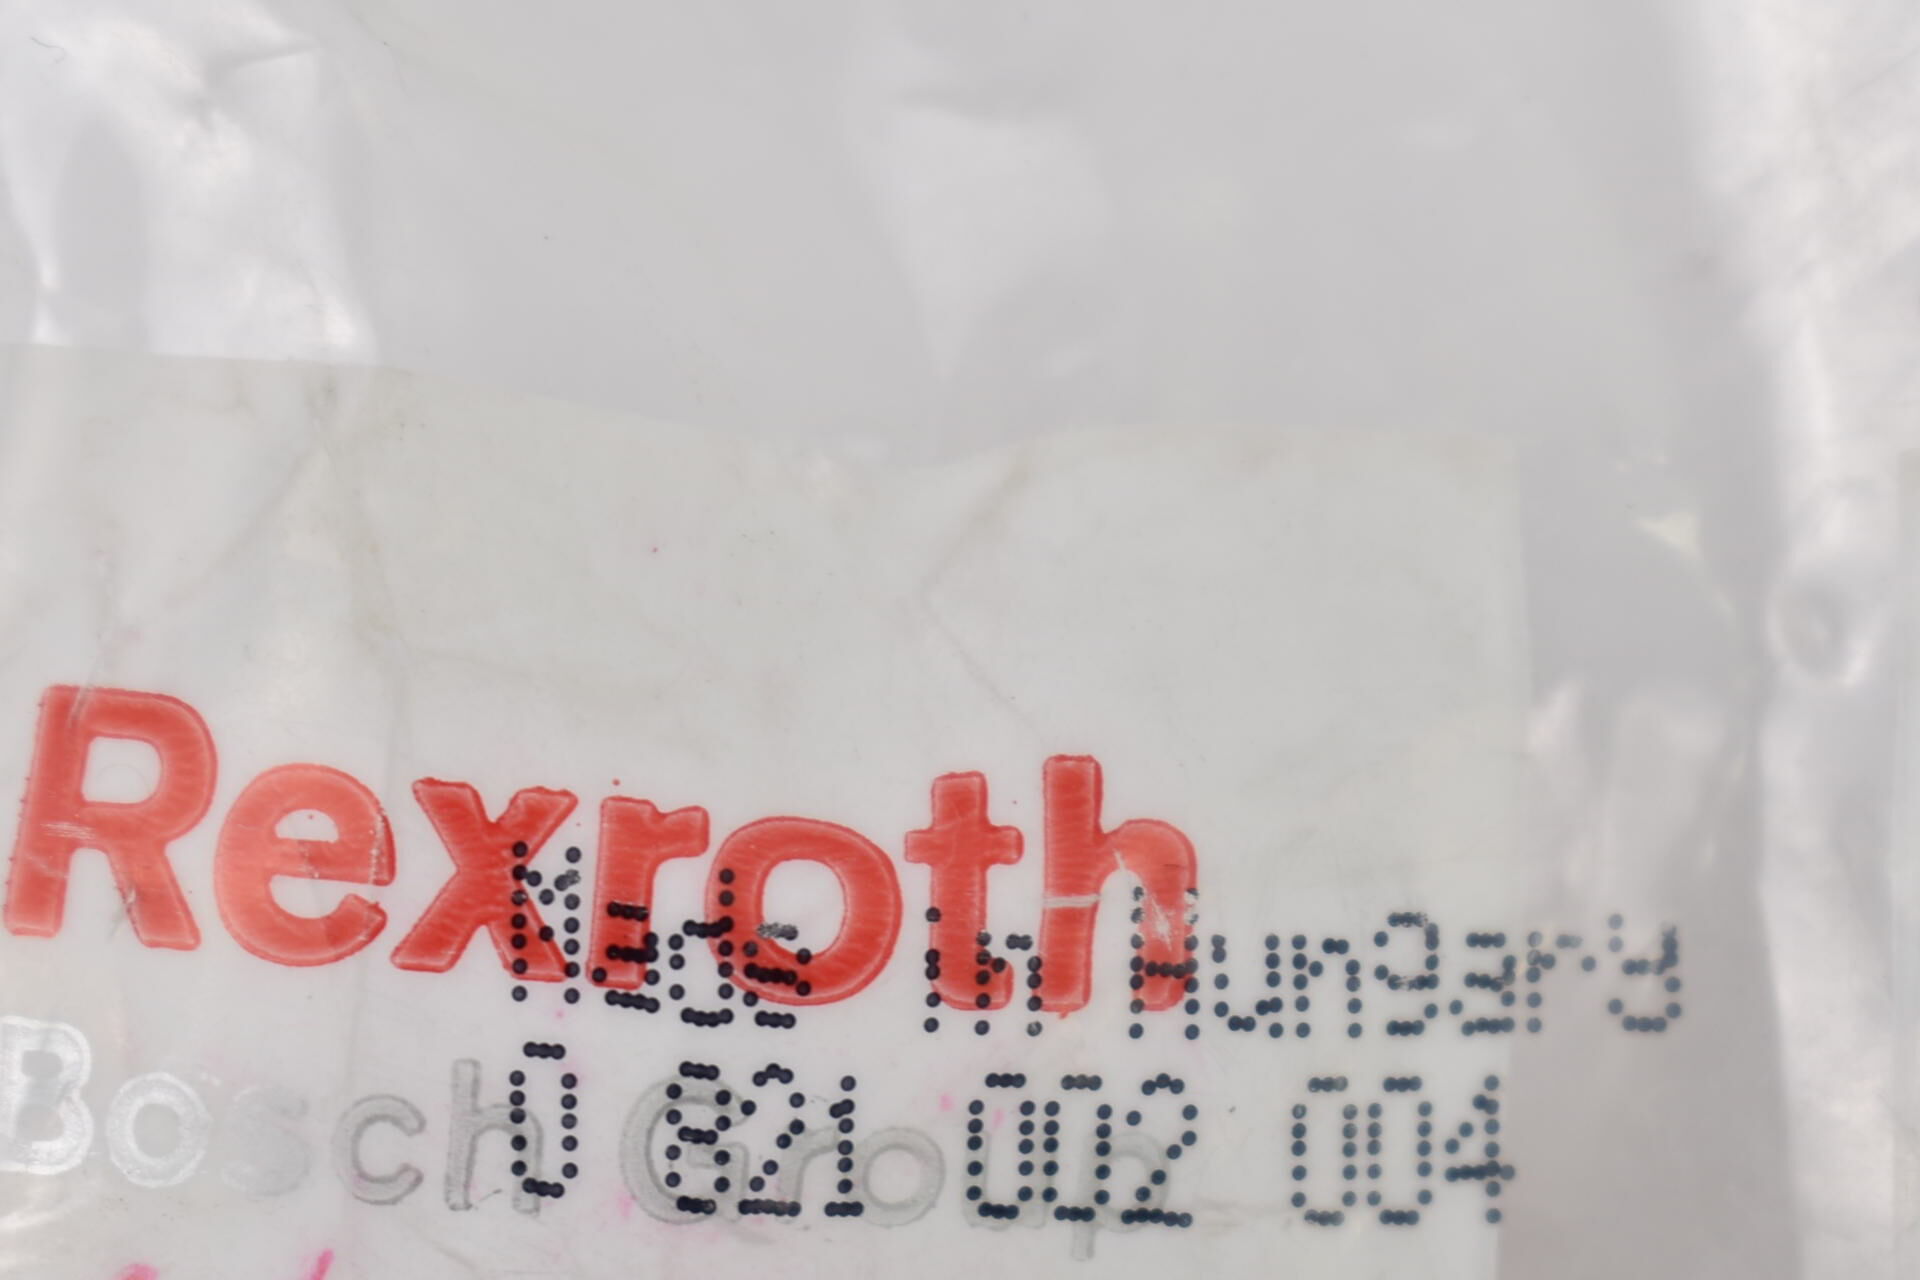 Rexroth
Made in Hungary
Bosch Group
0 821 002 004